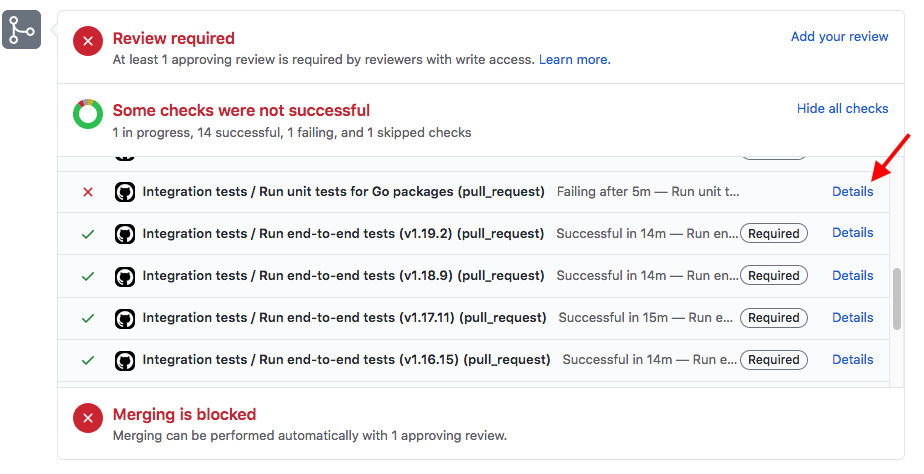 Review required
Add your review
At least 1 approving review is required by reviewers with write access. Learn more.
Some checks were not successful
Hide all checks
1 in progress, 14 successful, 1 failing, and 1 skipped checks
Integration tests / Run unit tests for Go packages (pull_request) Failing after 5m — Run unit t... Details
Integration tests / Run end-to-end tests (v1.19.2) (pull_request) Successful in 14m — Run en... Required Details
Integration tests / Run end-to-end tests (v1.18.9) (pull_request) Successful in 14m — Run en... Required Details
Integration tests / Run end-to-end tests (v1.17.11) (pull_request) Successful in 15m — Run e... Required Details
Integration tests / Run end-to-end tests (v1.16.15) (pull_request) Successful in 14m — Run e... Required Details
Merging is blocked
Merging can be performed automatically with 1 approving review.